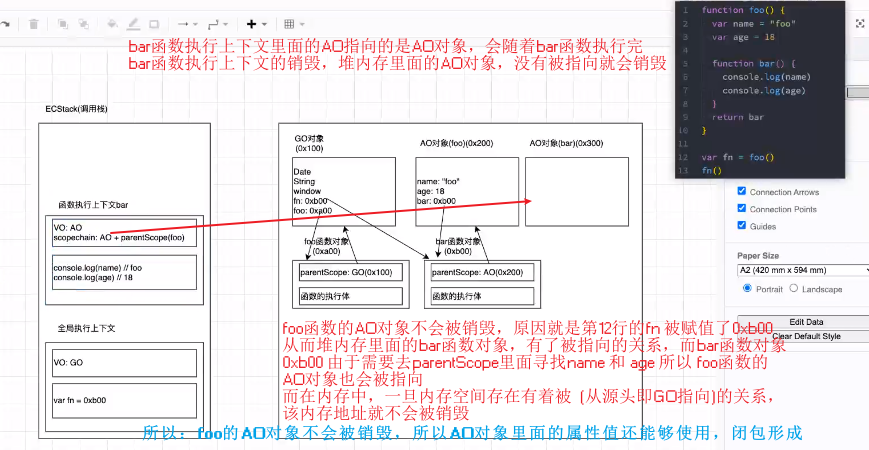 bar函数执行上下文里面的AO指向的是AO对象，会随着bar函数执行完
bar函数执行上下文的销毁，堆内存里面的AO对象，没有被指向就会销毁
1 function foo() {
2 var name = "foo"
3 var age = 18
4
5 function bar() {
6 console.log(name)
7 console.log(age)
8 }
9 return bar
10 }
11
12 var fn = foo()
13 fn()
ECStack(调用栈)
函数执行上下文bar
VO: AO
scopechain: AO + parentScope(foo)
console.log(name) // foo
console.log(age) // 18
全局执行上下文
VO: GO
var fn = 0xb00
GO对象
(0x100)
Date
String
window
fn: 0xb00
foo: 0xa00
AO对象(foo)(0x200)
name: "foo"
age: 18
bar: 0xb00
AO对象(bar)(0x300)
foo函数对象
(0xa00)
parentScope: GO(0x100)
函数的执行体
bar函数对象
(0xb00)
parentScope: AO(0x200)
函数的执行体
foo函数的AO对象不会被销毁，原因就是第12行的fn 被赋值了0xb00
从而堆内存里面的bar函数对象，有了被指向的关系，而bar函数对象
0xb00 由于需要去parentScope里面寻找name 和 age 所以 foo函数的
AO对象也会被指向
而在内存中，一旦内存空间存在有着被（从源头即GO指向)的关系，
该内存地址就不会被销毁
所以：foo的AO对象不会被销毁，所以AO对象里面的属性值还能够使用，闭包形成
Connection Arrows
Connection Points
Guides
Paper Size
A2 (420 mm x 594 mm)
Portrait
Landscape
Edit Data
Clear Default Style